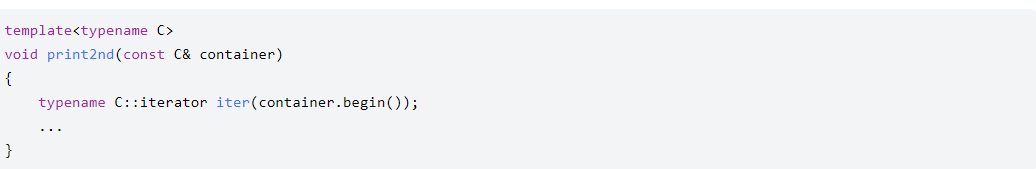 template<typename C>
void print2nd(const C& container)
{
    typename C::iterator iter(container.begin());
    ...
}